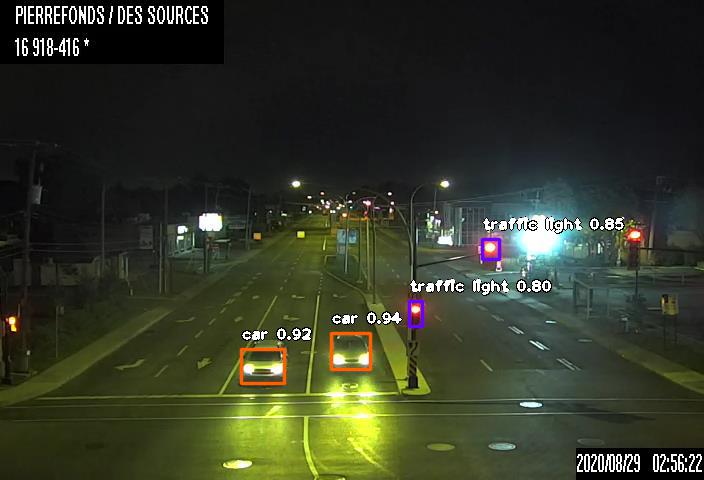 PIERREFONDS / DES SOURCES
16 918-416 *
traffic light 0.85
traffic light 0.80
car 0.94
car 0.92
2020/08/29 02:56:22